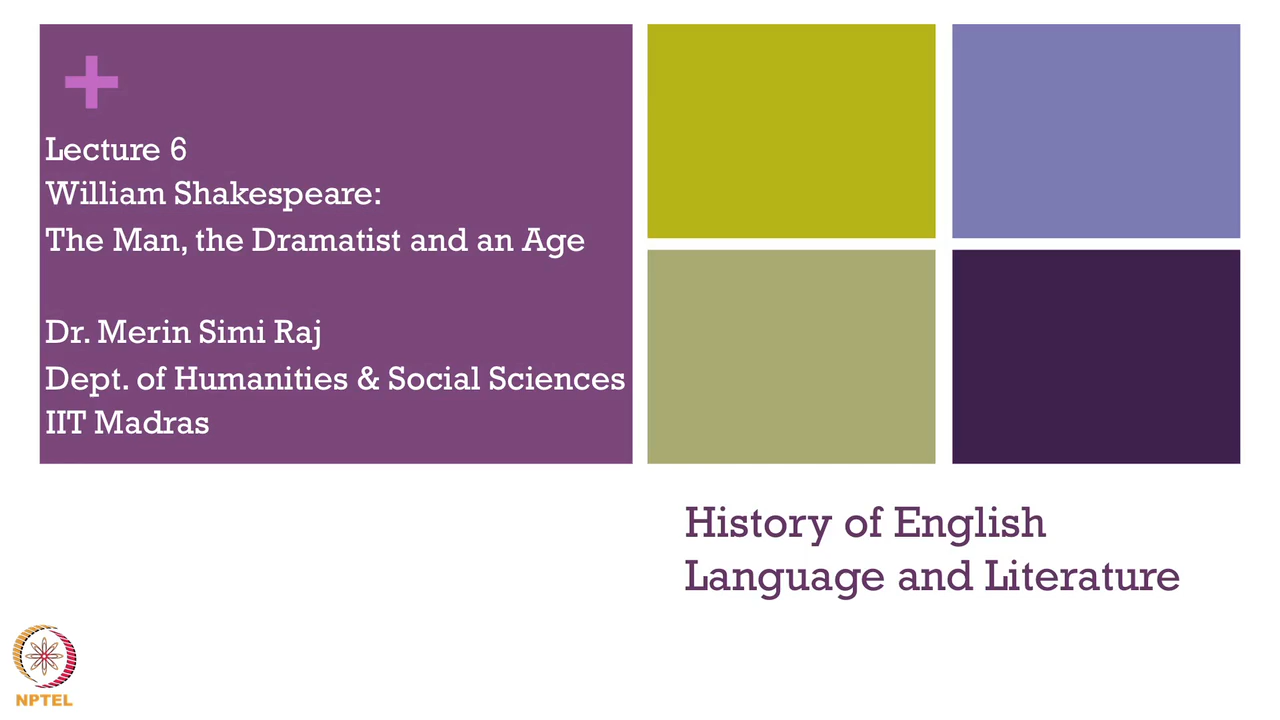 Lecture 6
William Shakespeare:
The Man, the Dramatist and an Age
Dr. Merin Simi Raj
Dept. of Humanities & Social Sciences
IIT Madras
History of English
Language and Literature
NPTEL